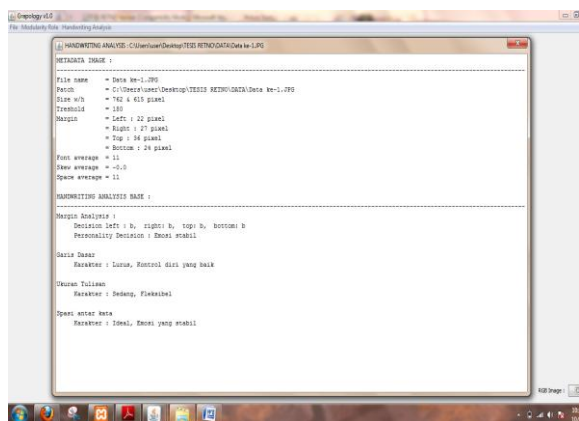 Grapology v1.0
File Modularity Rule Handwriting Analysis
HANDWRITING ANALYSIS : C:\Users\user\Desktop\TESIS RETNO\DATA\Data ke-1.JPG
METADATA IMAGE :
File name = Data ke-1.JPG
Patch = C:\Users\user\Desktop\TESIS RETNO\DATA\Data ke-1.JPG
Size w/h = 762 & 615 pixel
Treshold = 180
Margin = Left : 22 pixel
= Right : 27 pixel
= Top : 36 pixel
= Bottom : 24 pixel
Font average = 11
Skew average = -0.0
Space average = 11
HANDWRITING ANALYSIS BASE :
Margin Analysis :
Decision left : b, right: b, top: b, bottom: b
Personality Decision : Emosi stabil
Garis Dasar
Karakter : Lurus, Kontrol diri yang baik
Ukuran Tulisan
Karakter : Sedang, Fleksibel
Spasi antar kata
Karakter : Ideal, Emosi yang stabil
RGB Image :